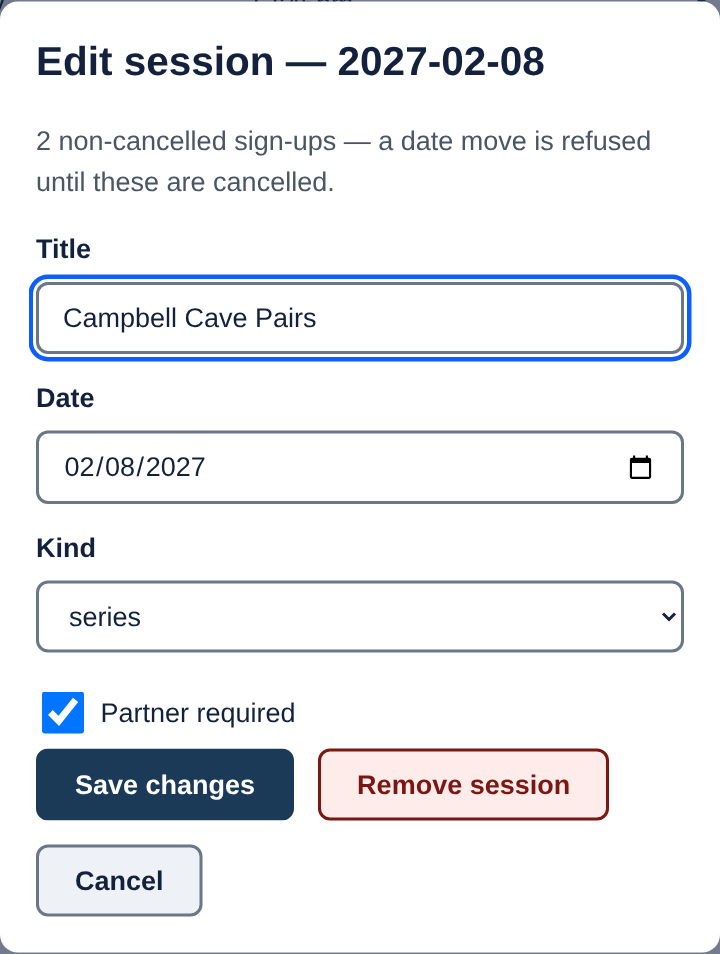 Edit session — 2027-02-08
2 non-cancelled sign-ups — a date move is refused
until these are cancelled.
Title
Campbell Cave Pairs
Date
02/08/2027
Kind
series
Partner required
Save changes
Remove session
Cancel